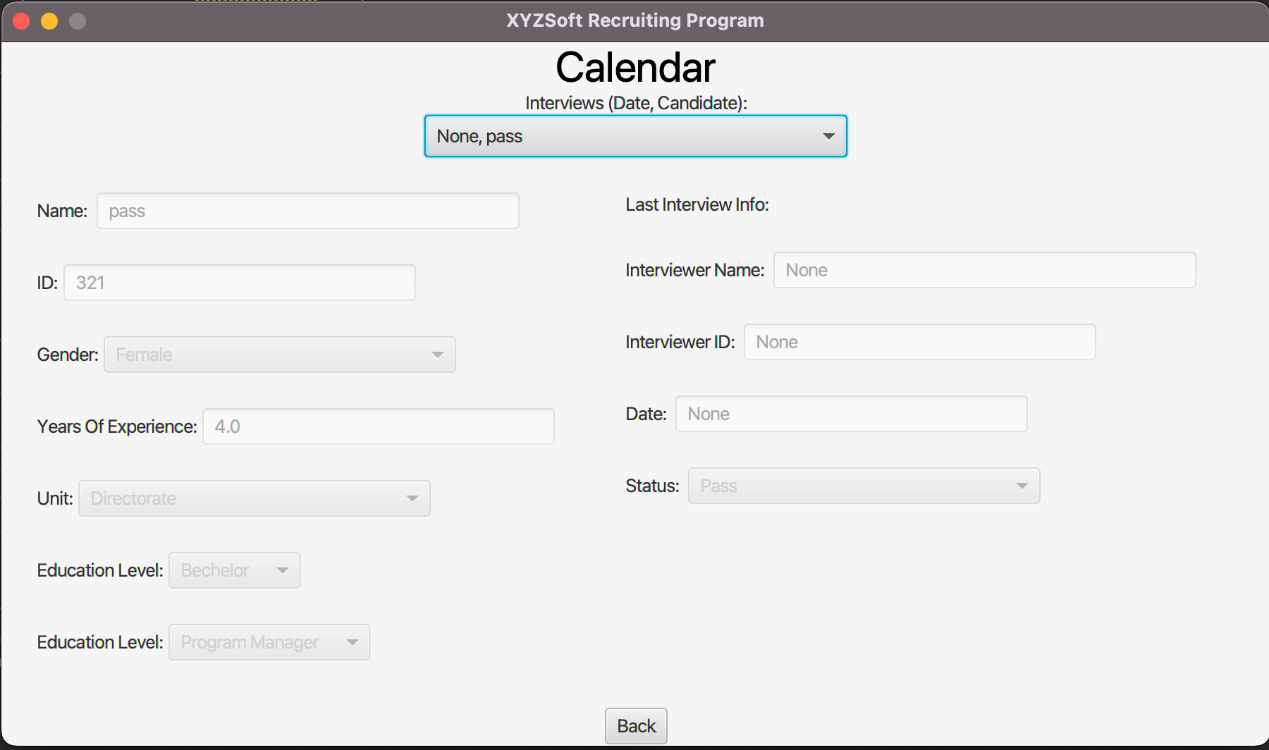 XYZSoft Recruiting Program
Calendar
Interviews (Date, Candidate):
None, pass
Name: pass
ID: 321
Gender: Female
Years Of Experience: 4.0
Unit: Directorate
Education Level: Bechelor
Education Level: Program Manager
Last Interview Info:
Interviewer Name: None
Interviewer ID: None
Date: None
Status: Pass
Back